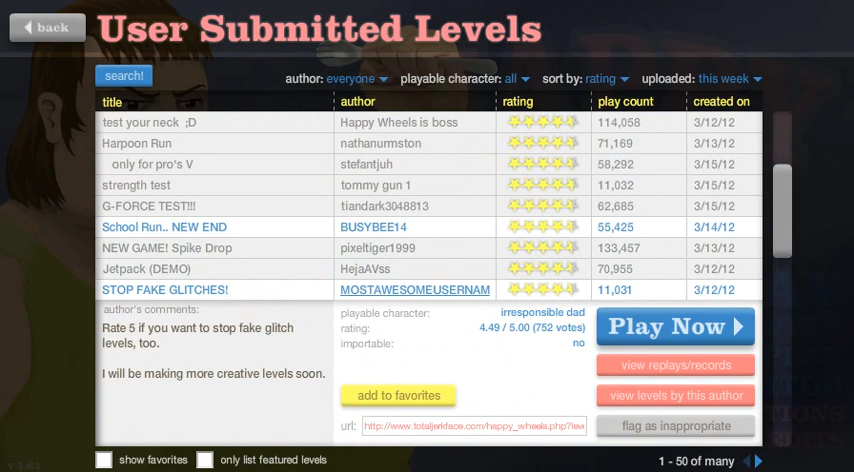 back
User Submitted Levels
search!
author: everyone playable character: all sort by: rating uploaded: this week
title author rating play count created on
test your neck ;D Happy Wheels is boss 114,058 3/12/12
Harpoon Run nathanurmston 71,169 3/13/12
only for pro's V stefantjuh 58,292 3/15/12
strength test tommy gun 1 11,032 3/15/12
G-FORCE TEST!!! tiandark3048813 62,685 3/15/12
School Run.. NEW END BUSYBEE14 55,425 3/14/12
NEW GAME! Spike Drop pixeltiger1999 133,457 3/13/12
Jetpack (DEMO) HejaAVss 70,955 3/12/12
STOP FAKE GLITCHES! MOSTAWESOMEUSERNAM 11,031 3/12/12
author's comments:
Rate 5 if you want to stop fake glitch
levels, too.
I will be making more creative levels soon.
playable character: irresponsible dad
rating: 4.49 / 5.00 (752 votes)
importable: no
add to favorites
url: http://www.totaljerkface.com/happy_wheels.php?leve
Play Now
view replays/records
view levels by this author
flag as inappropriate
show favorites only list featured levels
1 - 50 of many